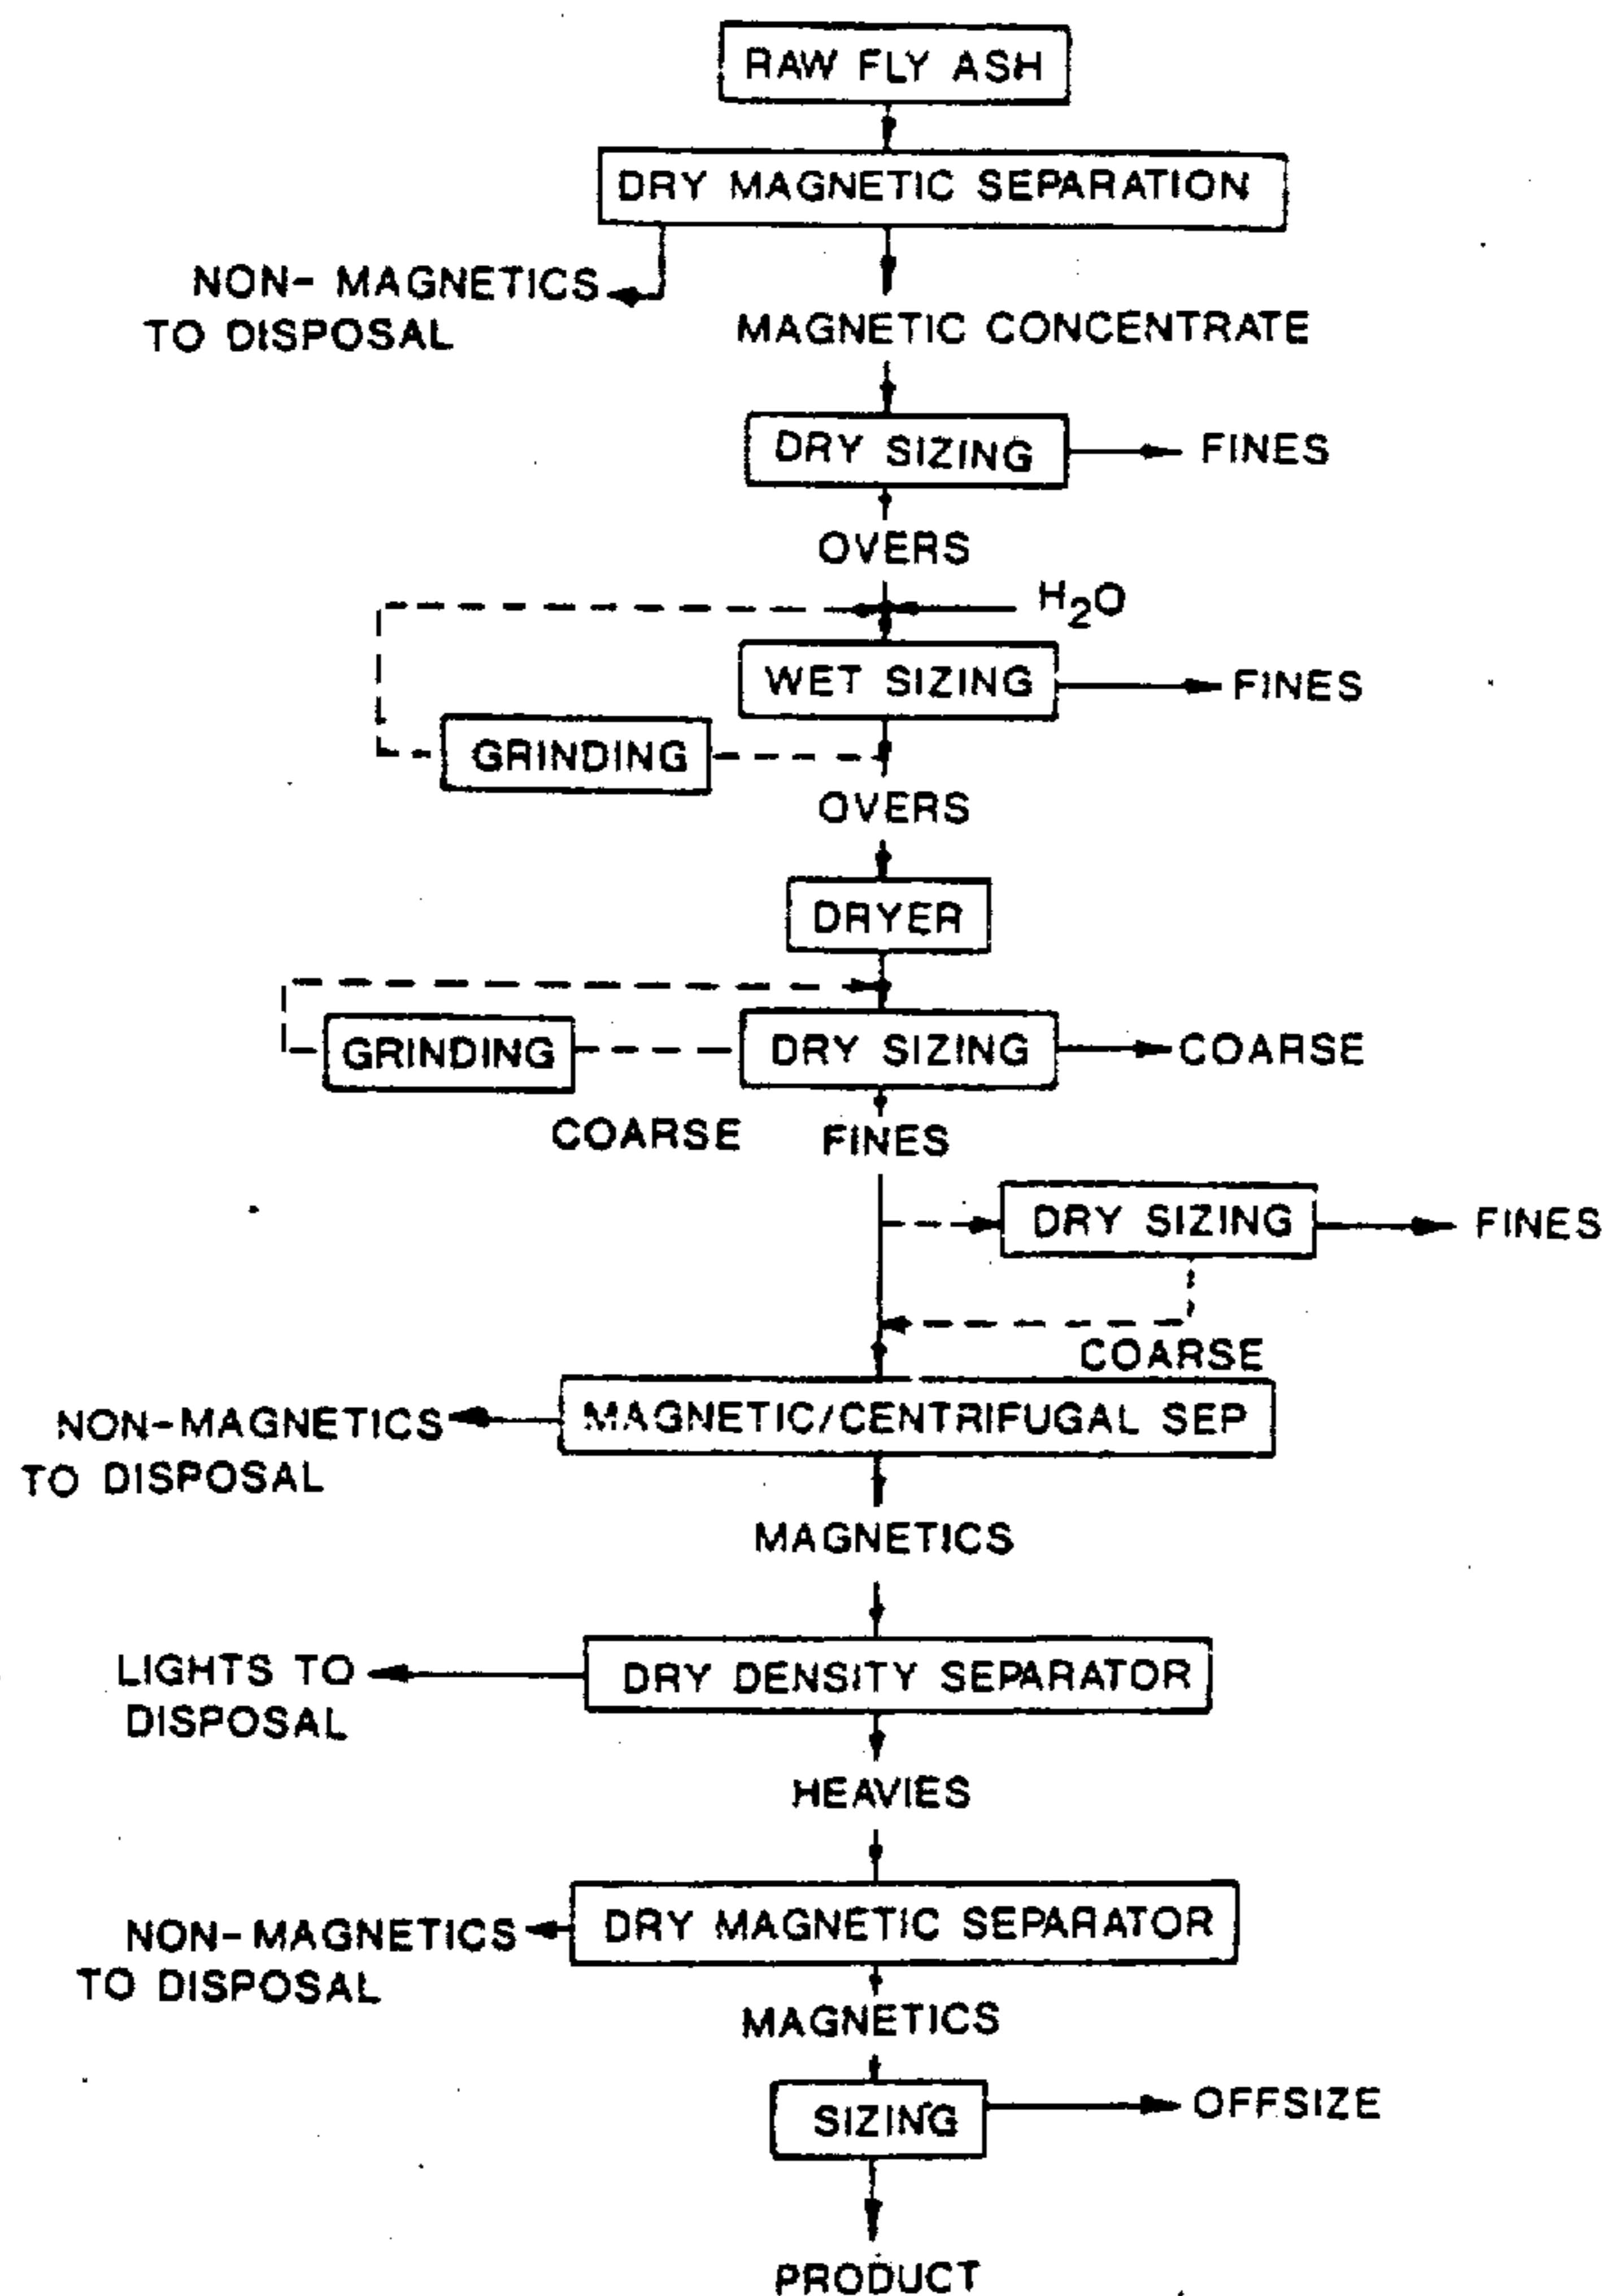 RAW FLY ASH
DRY MAGNETIC SEPARATION
NON- MAGNETICS
TO DISPOSAL
MAGNETIC CONCENTRATE
DRY SIZING
FINES
OVERS
H2O
WET SIZING
FINES
GRINDING
OVERS
DRYER
GRINDING
DRY SIZING
COARSE
COARSE
FINES
DRY SIZING
FINES
COARSE
MAGNETIC/CENTRIFUGAL SEP
NON-MAGNETICS
TO DISPOSAL
MAGNETICS
LIGHTS TO
DISPOSAL
DRY DENSITY SEPARATOR
HEAVIES
DRY MAGNETIC SEPARATOR
NON-MAGNETICS
TO DISPOSAL
MAGNETICS
SIZING
OFFSIZE
PRODUCT